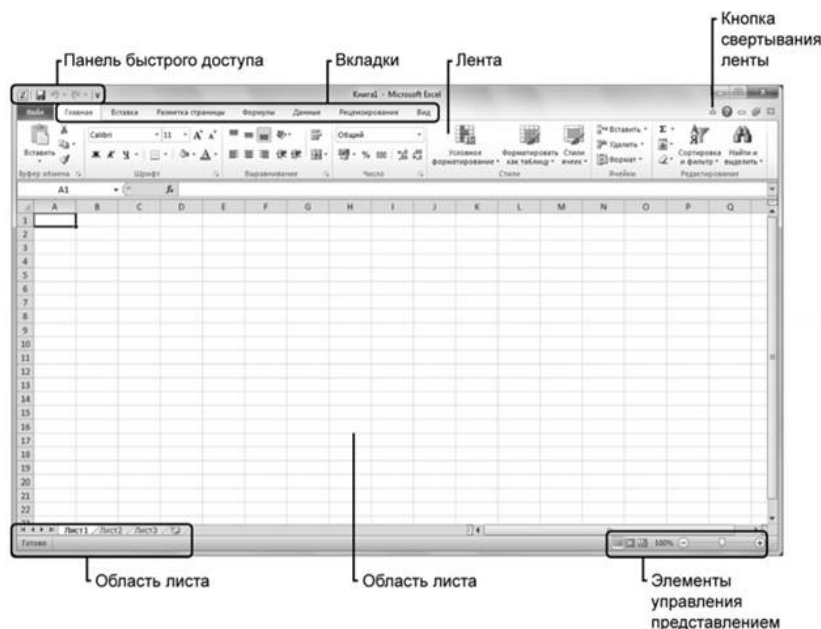 Кнопка
свертывания
ленты
Панель быстрого доступа
Вкладки
Лента
Книга1 - Microsoft Excel
Файл Главная Вставка Разметка страницы Формулы Данные Рецензирование Вид
Calibri 11 A A Общий Вставить Σ
Вставить Ж К Ч A % 000 Условное форматирование Форматировать как таблицу Стили ячеек Удалить Формат Сортировка и фильтр Найти и выделить
Буфер обмена Шрифт Выравнивание Число Стили Ячейки Редактирование
A1 fx
A B C D E F G H I J K L M N O P Q
1
2
3
4
5
6
7
8
9
10
11
12
13
14
15
16
17
18
19
20
21
22
Лист1 Лист2 Лист3
Готово 100%
Область листа
Область листа
Элементы
управления
представлением